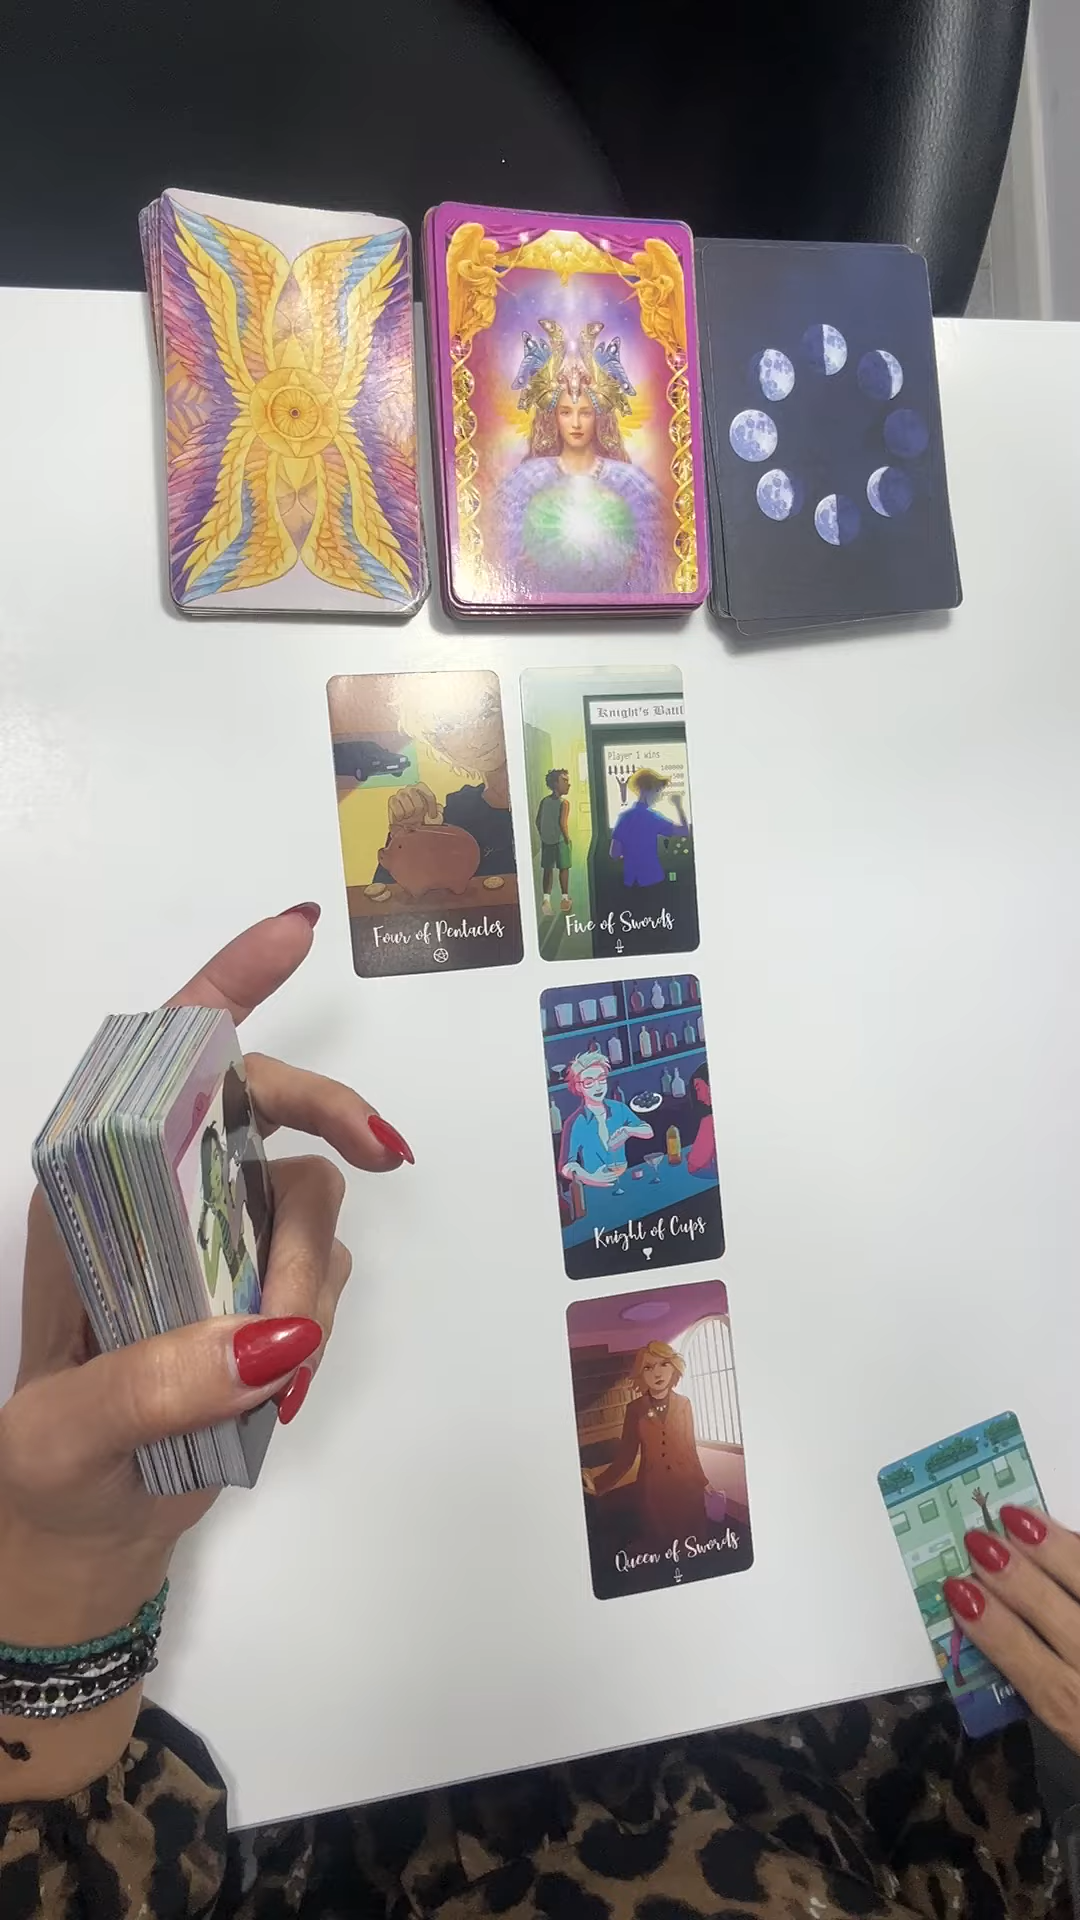 Knight's Battl
Player 1 wins
Four of Pentacles
Five of Swords
Knight of Cups
Queen of Swords